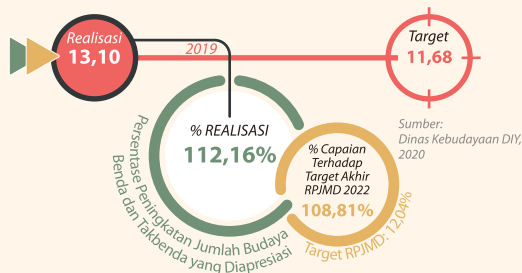 Realisasi
13,10
2019
Target
11,68
Sumber:
Dinas Kebudayaan DIY,
2020
% REALISASI
112,16%
% Capaian
Terhadap
Target Akhir
RPJMD 2022
108,81%
Target RPJMD: 12,04%
Persentase Peningkatan Jumlah Budaya
Benda dan Takbenda yang Diapresiasi